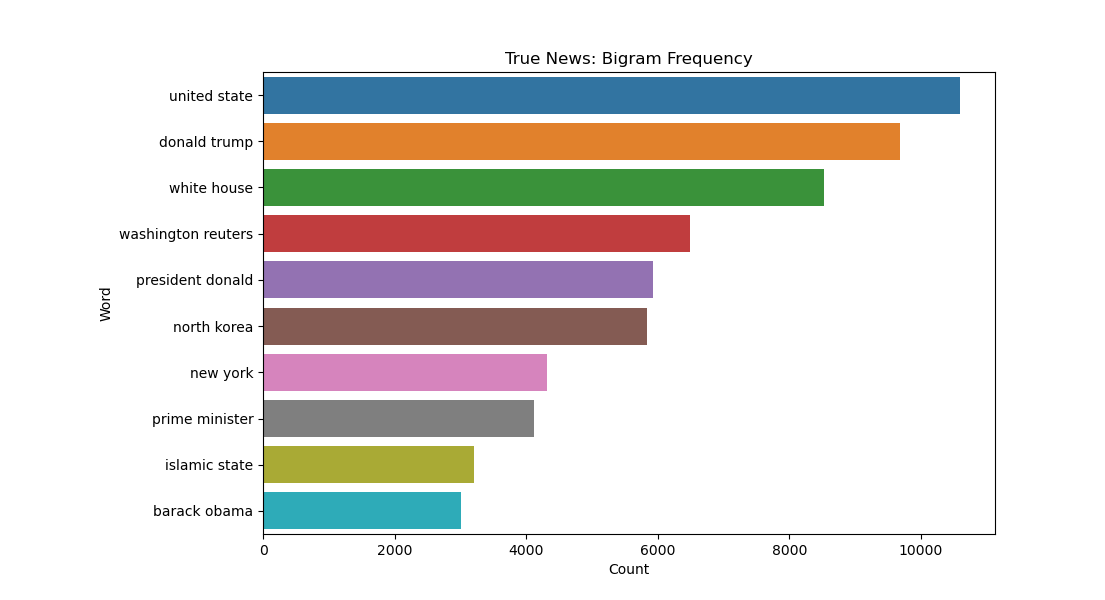 True News: Bigram Frequency
united state
donald trump
white house
washington reuters
president donald
north korea
new york
prime minister
islamic state
barack obama
Word
0 2000 4000 6000 8000 10000
Count